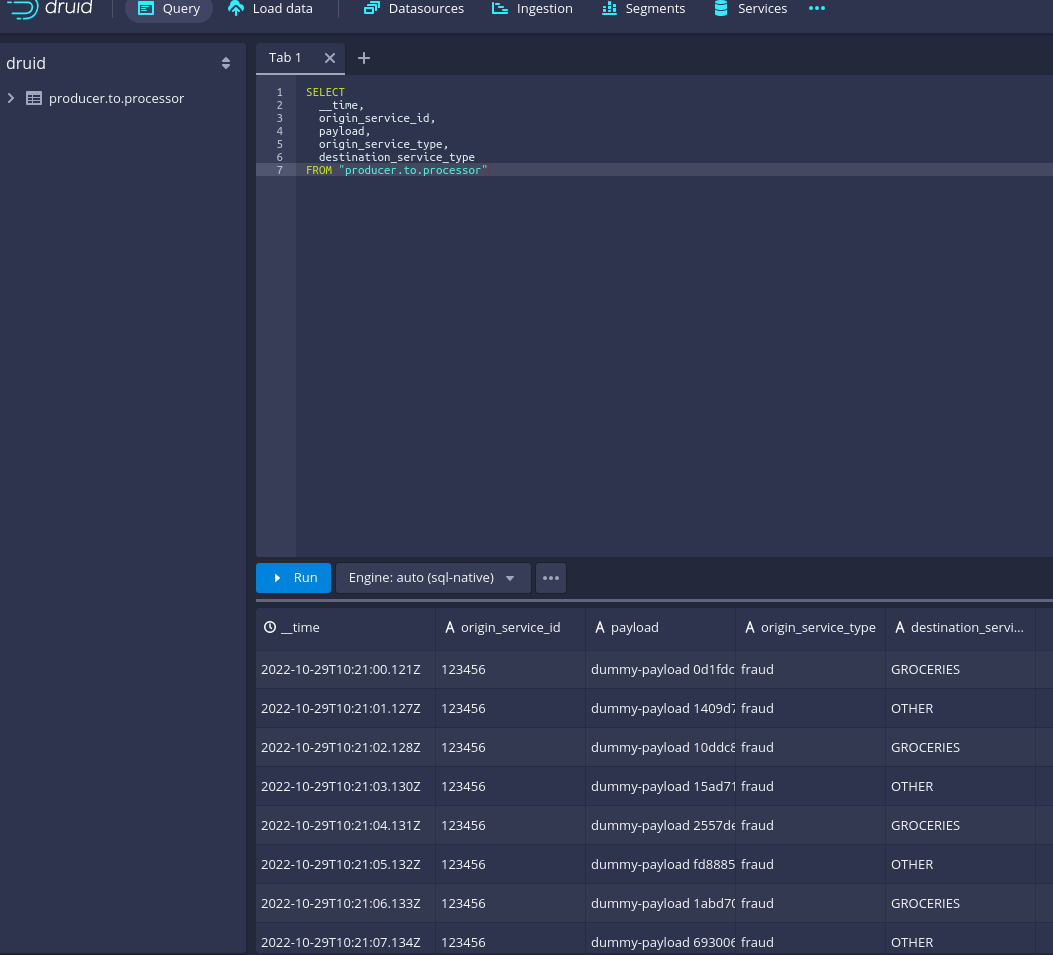 druid Query Load data Datasources Ingestion Segments Services
druid
producer.to.processor
Tab 1
1 SELECT
2 __time,
3 origin_service_id,
4 payload,
5 origin_service_type,
6 destination_service_type
7 FROM "producer.to.processor"
Run Engine: auto (sql-native)
__time origin_service_id payload origin_service_type destination_servi...
2022-10-29T10:21:00.121Z 123456 dummy-payload 0d1fdc fraud GROCERIES
2022-10-29T10:21:01.127Z 123456 dummy-payload 1409d7 fraud OTHER
2022-10-29T10:21:02.128Z 123456 dummy-payload 10ddc8 fraud GROCERIES
2022-10-29T10:21:03.130Z 123456 dummy-payload 15ad71 fraud OTHER
2022-10-29T10:21:04.131Z 123456 dummy-payload 2557de fraud GROCERIES
2022-10-29T10:21:05.132Z 123456 dummy-payload fd8885 fraud OTHER
2022-10-29T10:21:06.133Z 123456 dummy-payload 1abd70 fraud GROCERIES
2022-10-29T10:21:07.134Z 123456 dummy-payload 693006 fraud OTHER